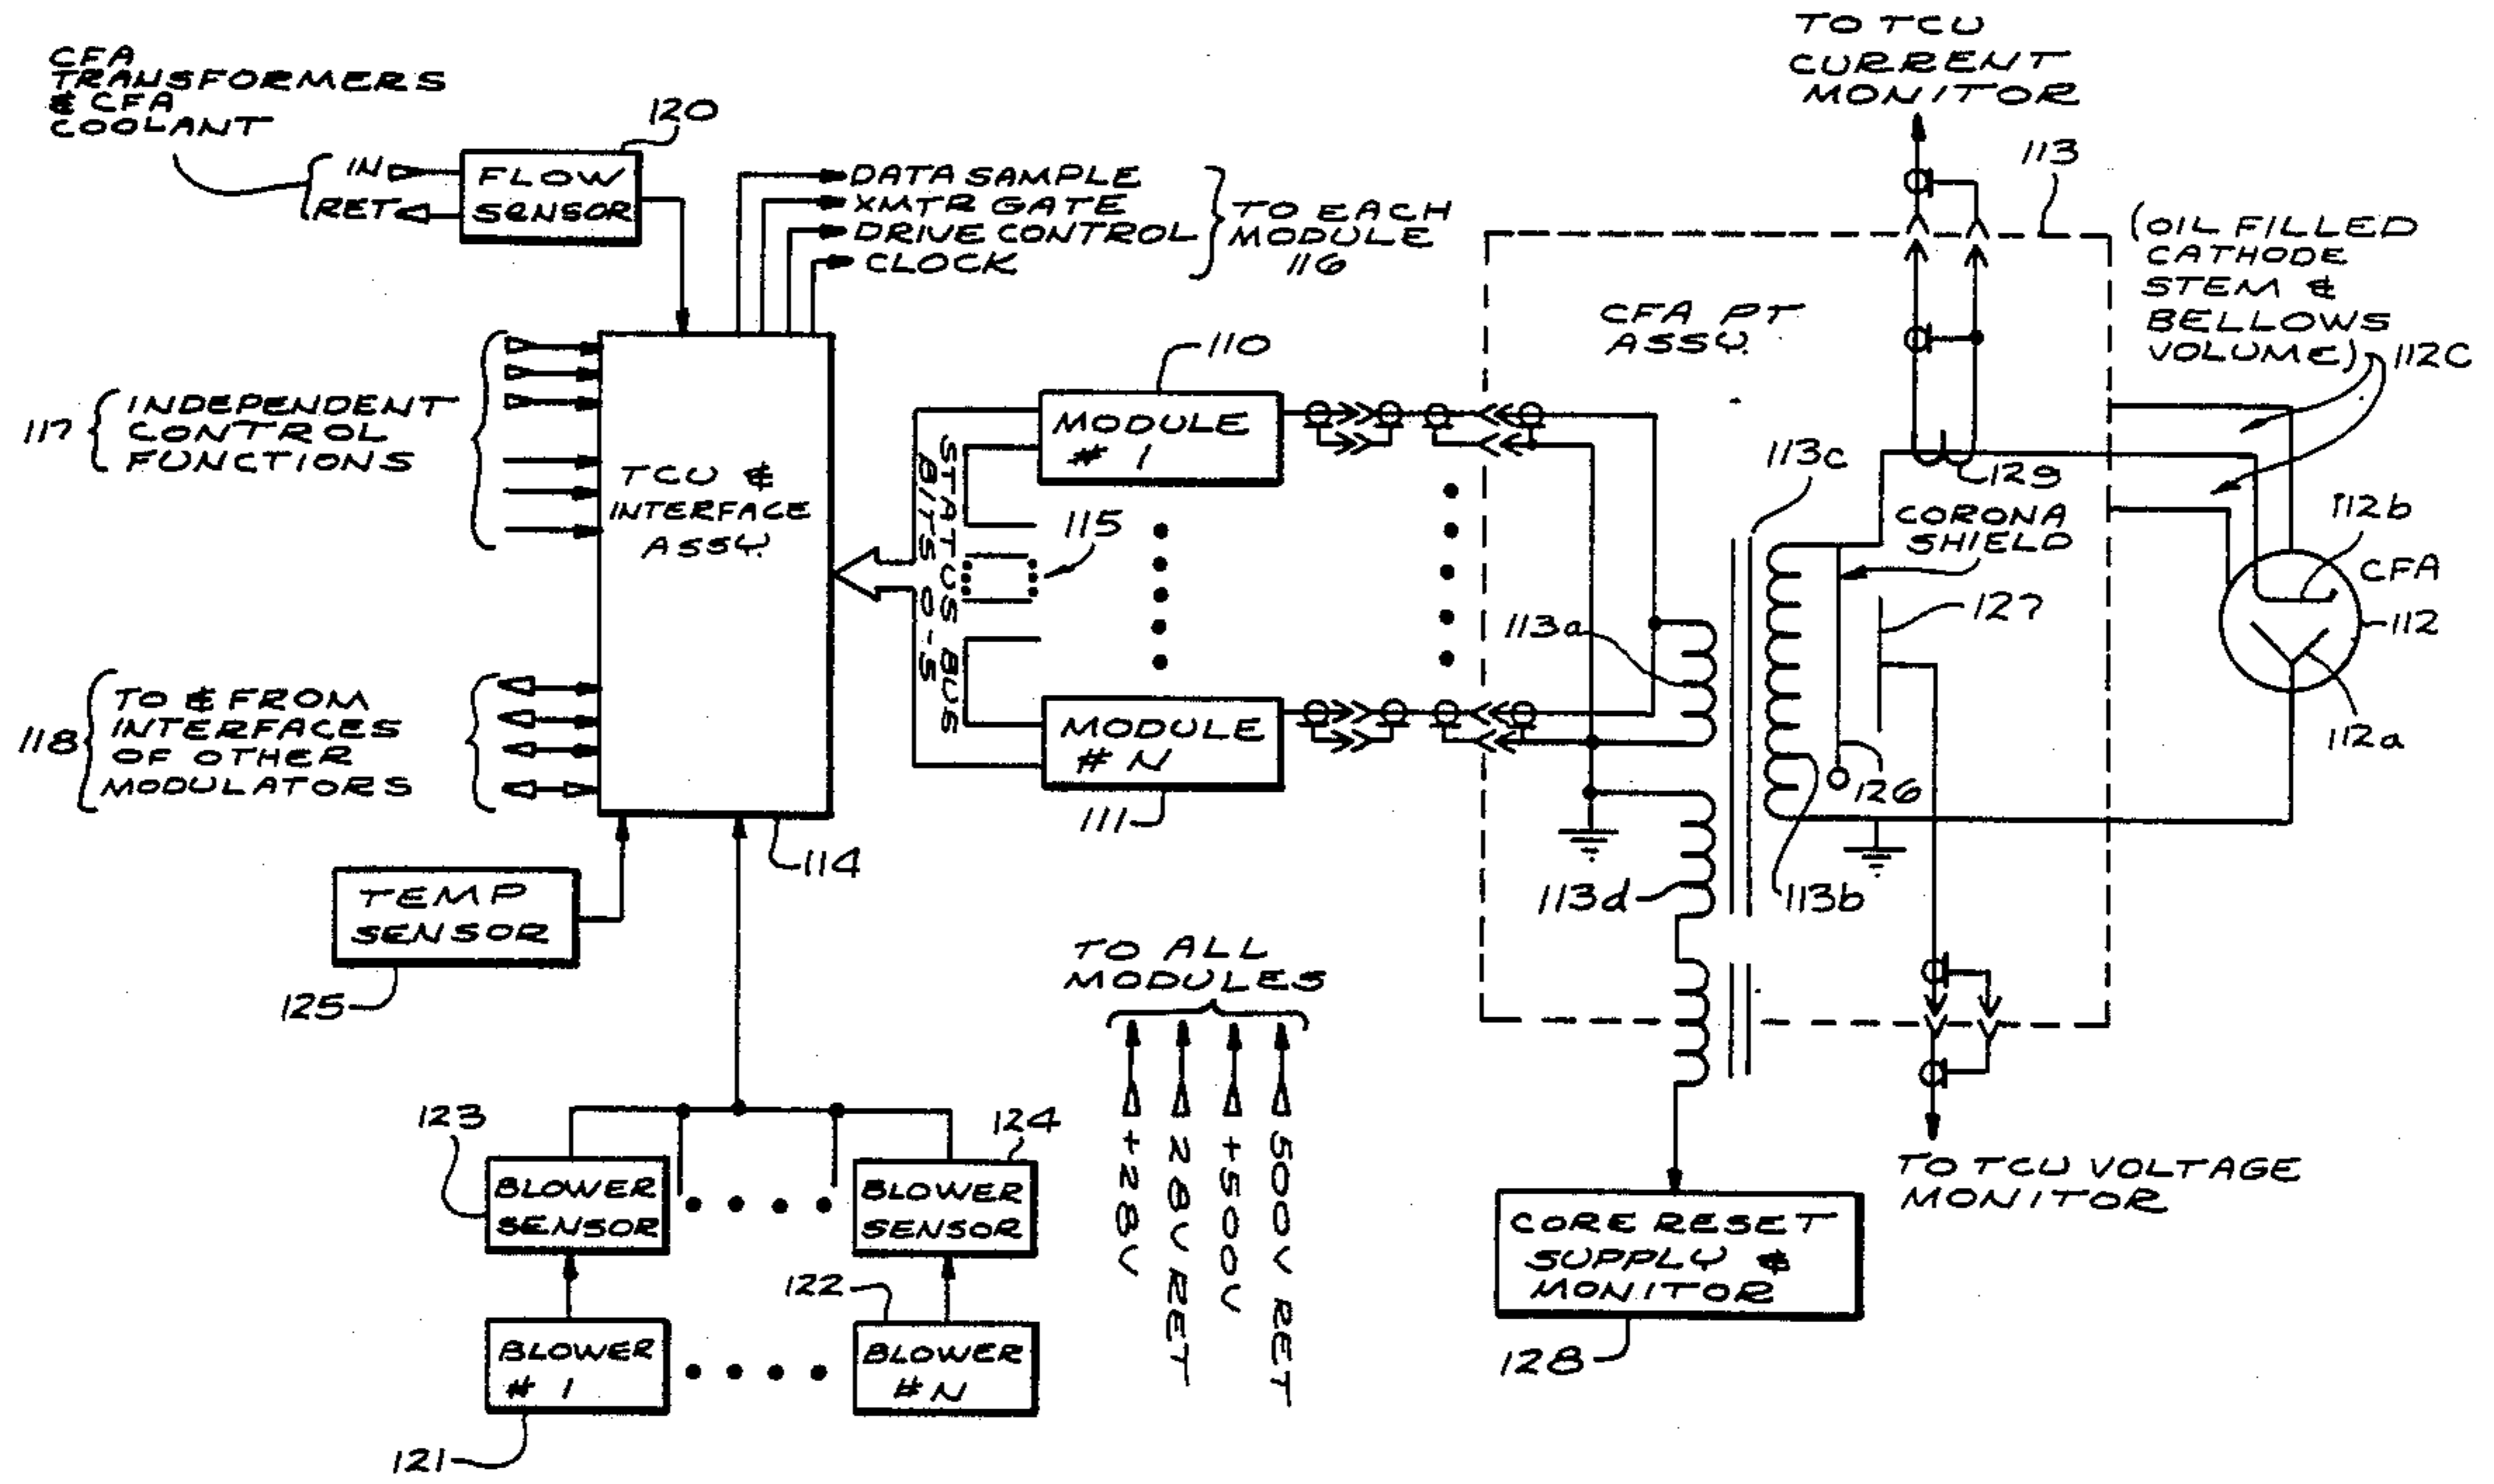 CFA
TRANSFORMERS
& CFA
COOLANT
IN
RET
120
FLOW
SENSOR
DATA SAMPLE
XMTR GATE
DRIVE CONTROL
CLOCK
TO EACH
MODULE
116
TO TCU
CURRENT
MONITOR
113
(OIL FILLED
CATHODE
STEM &
BELLOWS
VOLUME)
112C
CFA PT
ASSY.
117
INDEPENDENT
CONTROL
FUNCTIONS
TCU &
INTERFACE
ASSY.
STATUS BUS
BITS 0-5
110
MODULE
# 1
115
MODULE
# N
111
113c
129
CORONA
SHIELD
112b
CFA
127
112
113a
112a
126
118
TO & FROM
INTERFACES
OF OTHER
MODULATORS
114
TEMP
SENSOR
125
113d
113b
TO ALL
MODULES
+28(
28( RET
+500(
500( RET
123
BLOWER
SENSOR
124
BLOWER
SENSOR
TO TCU VOLTAGE
MONITOR
CORE RESET
SUPPLY &
MONITOR
128
BLOWER
# 1
121
122
BLOWER
#N